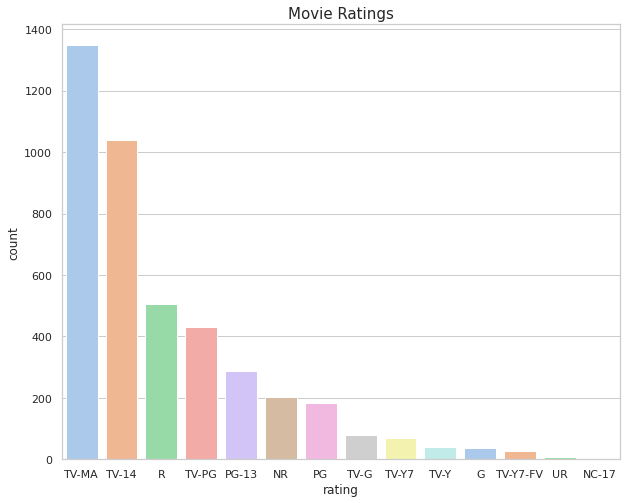 Movie Ratings
1400
1200
1000
800
600
400
200
0
count
TV-MA TV-14 R TV-PG PG-13 NR PG TV-G TV-Y7 TV-Y G TV-Y7-FV UR NC-17
rating